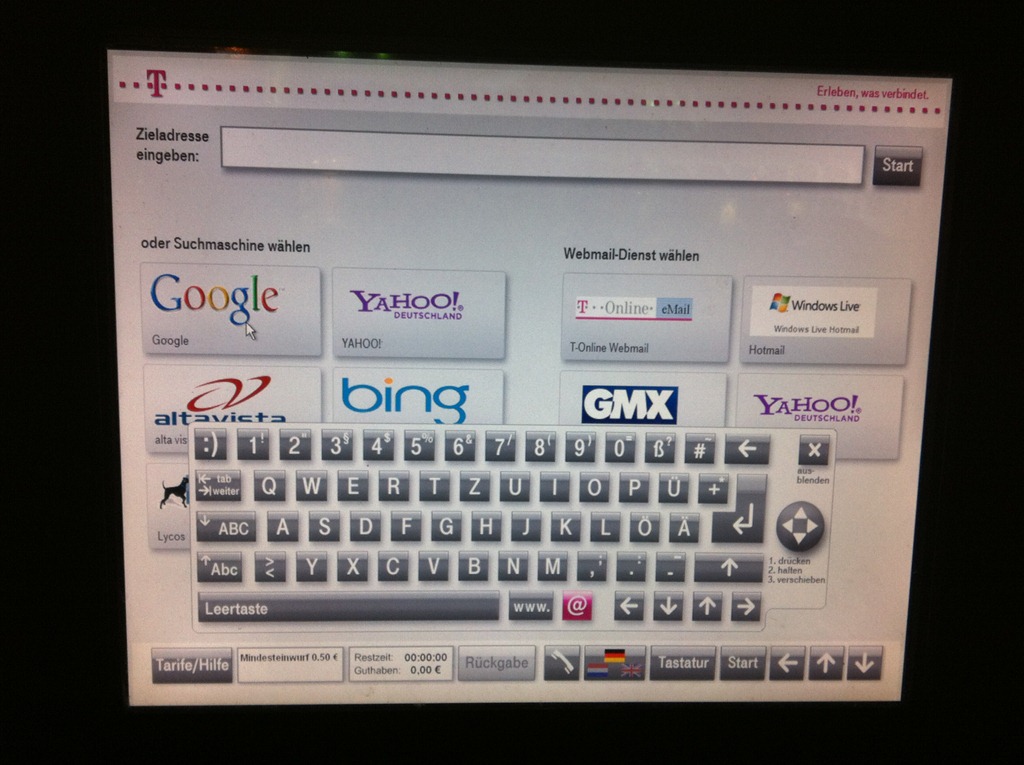 T
Erleben, was verbindet.
Zieladresse
eingeben:
Start
oder Suchmaschine wählen
Webmail-Dienst wählen
Google
Google
YAHOO!
DEUTSCHLAND
YAHOO!
T··Online· eMail
T-Online Webmail
Windows Live
Windows Live Hotmail
Hotmail
altavista
alta vis
bing
GMX
YAHOO!
DEUTSCHLAND
Lycos
:) 1! 2" 3§ 4$ 5% 6& 7/ 8( 9) 0= ß? # ← x
aus-
blenden
tab
weiter
Q W E R T Z U I O P Ü +*
↓ ABC A S D F G H J K L Ö Ä ↵
↑ Abc > < Y X C V B N M ,; .: -_ ↑
1. drücken
2. halten
3. verschieben
Leertaste www. @ ← ↓ ↑ →
Tarife/Hilfe
Mindesteinwurf 0.50 €
Restzeit: 00:00:00
Guthaben: 0,00 €
Rückgabe
Tastatur
Start
← ↑ ↓